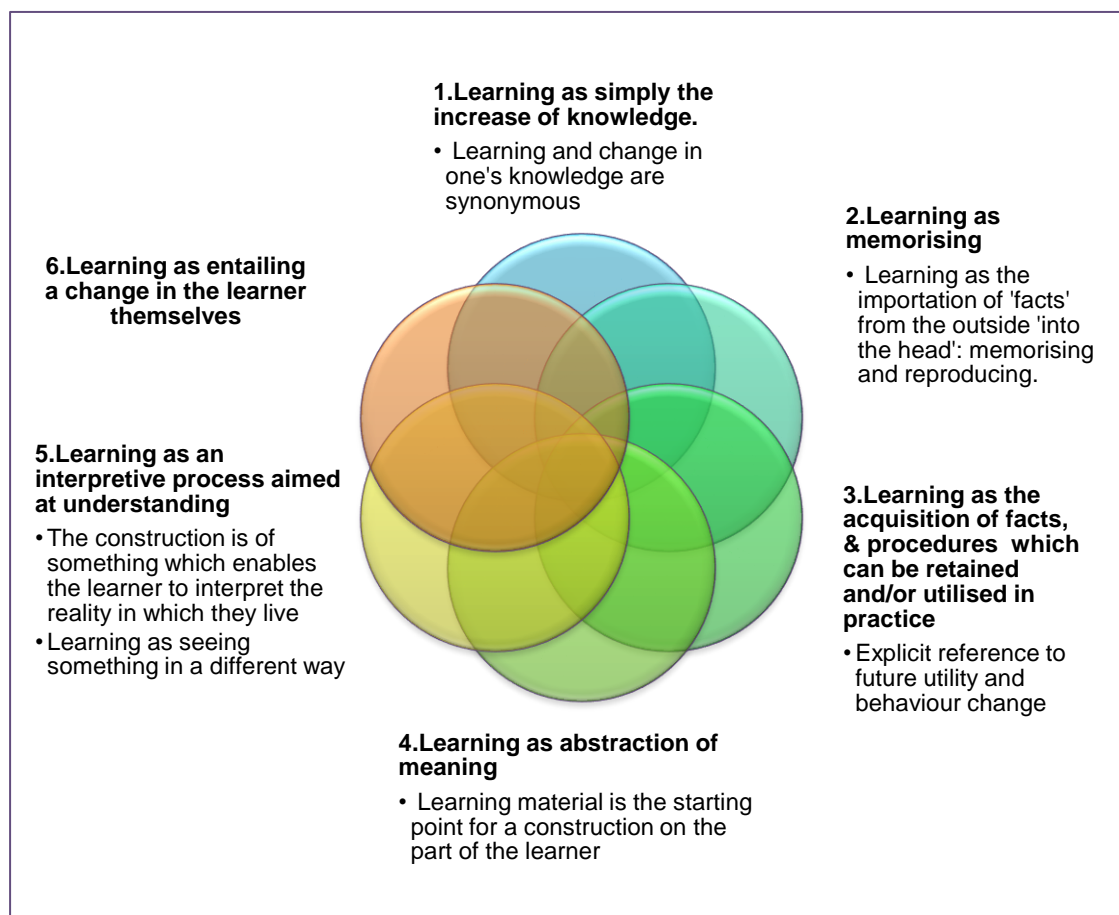 1.Learning as simply the
increase of knowledge.
• Learning and change in
one's knowledge are
synonymous
2.Learning as
memorising
• Learning as the
importation of 'facts'
from the outside 'into
the head': memorising
and reproducing.
3.Learning as the
acquisition of facts,
& procedures which
can be retained
and/or utilised in
practice
• Explicit reference to
future utility and
behaviour change
4.Learning as abstraction of
meaning
• Learning material is the starting
point for a construction on the
part of the learner
5.Learning as an
interpretive process aimed
at understanding
• The construction is of
something which enables
the learner to interpret the
reality in which they live
• Learning as seeing
something in a different way
6.Learning as entailing
a change in the learner
themselves